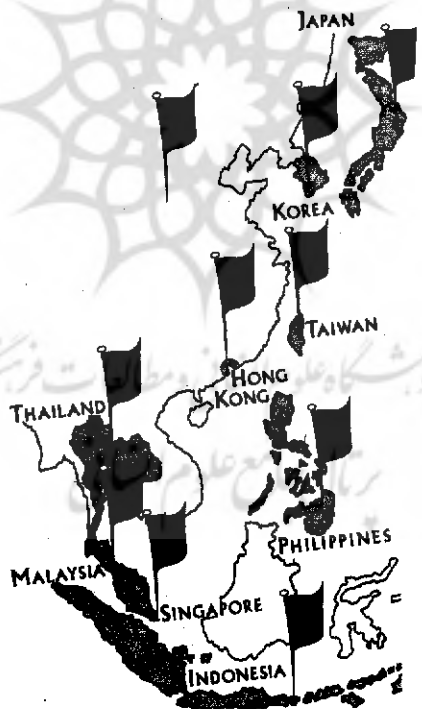 JAPAN
KOREA
TAIWAN
HONG
KONG
THAILAND
PHILIPPINES
MALAYSIA
SINGAPORE
INDONESIA